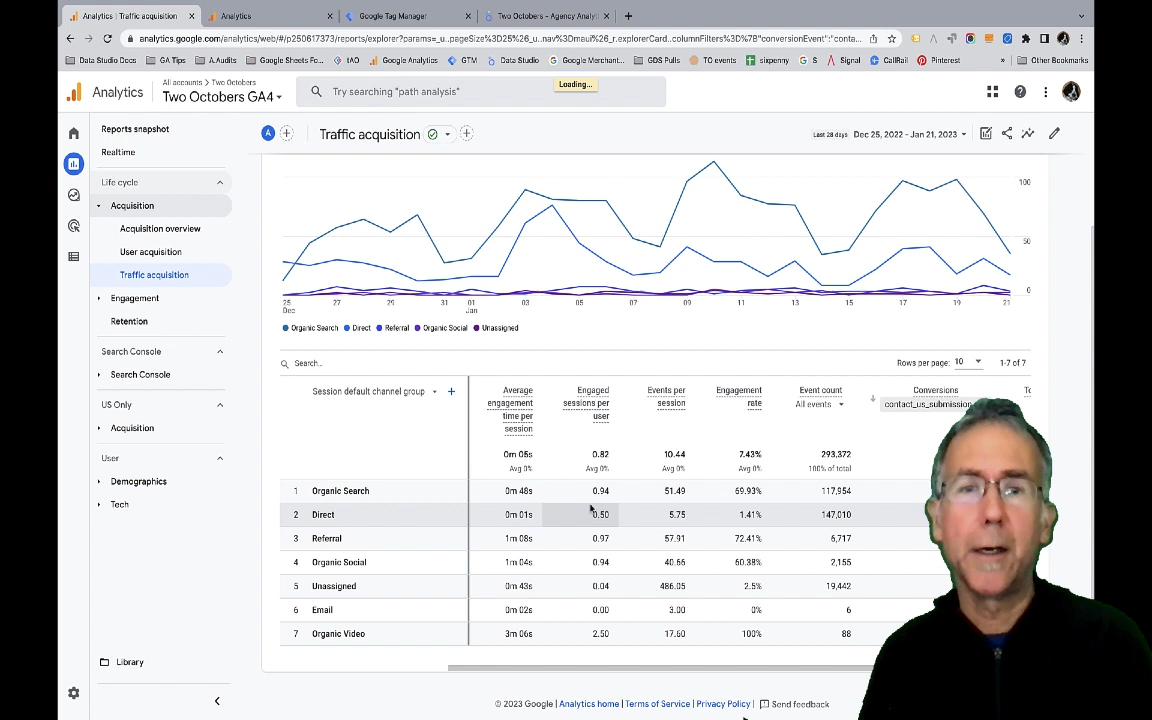 Analytics | Traffic acquisition
Analytics
Google Tag Manager
Two Octobers - Agency Analyti
analytics.google.com/analytics/web/#/p250617373/reports/explorer?params=_u..pageSize%3D25%26_u..nav%3Dmaui%26_r.explorerCard..columnFilters%3D%7B"conversionEvent":"conta...
Data Studio Docs
GA Tips
A.Audits
Google Sheets Fo...
tAO
Google Analytics
GTM
Data Studio
Google Merchant...
GDS Pulls
TO events
sixpenny
G S
Signal
CallRail
Pinterest
»
Other Bookmarks
Analytics
All accounts > Two Octobers
Two Octobers GA4
Try searching "path analysis"
Loading...
Reports snapshot
Realtime
Life cycle
Acquisition
Acquisition overview
User acquisition
Traffic acquisition
Engagement
Retention
Search Console
Search Console
US Only
Acquisition
User
Demographics
Tech
Library
A
Traffic acquisition
Last 28 days Dec 25, 2022 - Jan 21, 2023
100
50
0
25 27 29 31 01 03 05 07 09 11 13 15 17 19 21
Dec Jan
Organic Search Direct Referral Organic Social Unassigned
Search...
Rows per page: 10 1-7 of 7
Session default channel group
Average engagement time per session
Engaged sessions per user
Events per session
Engagement rate
Event count
All events
Conversions
contact_us_submission
0m 05s 0.82 10.44 7.43% 293,372
Avg 0% Avg 0% Avg 0% Avg 0% 100% of total
1 Organic Search 0m 48s 0.94 51.49 69.93% 117,954
2 Direct 0m 01s 0.50 5.75 1.41% 147,010
3 Referral 1m 08s 0.97 57.91 72.41% 6,717
4 Organic Social 1m 04s 0.94 40.66 60.38% 2,155
5 Unassigned 0m 43s 0.04 486.05 2.5% 19,442
6 Email 0m 02s 0.00 3.00 0% 6
7 Organic Video 3m 06s 2.50 17.60 100% 88
© 2023 Google | Analytics home | Terms of Service | Privacy Policy | Send feedback